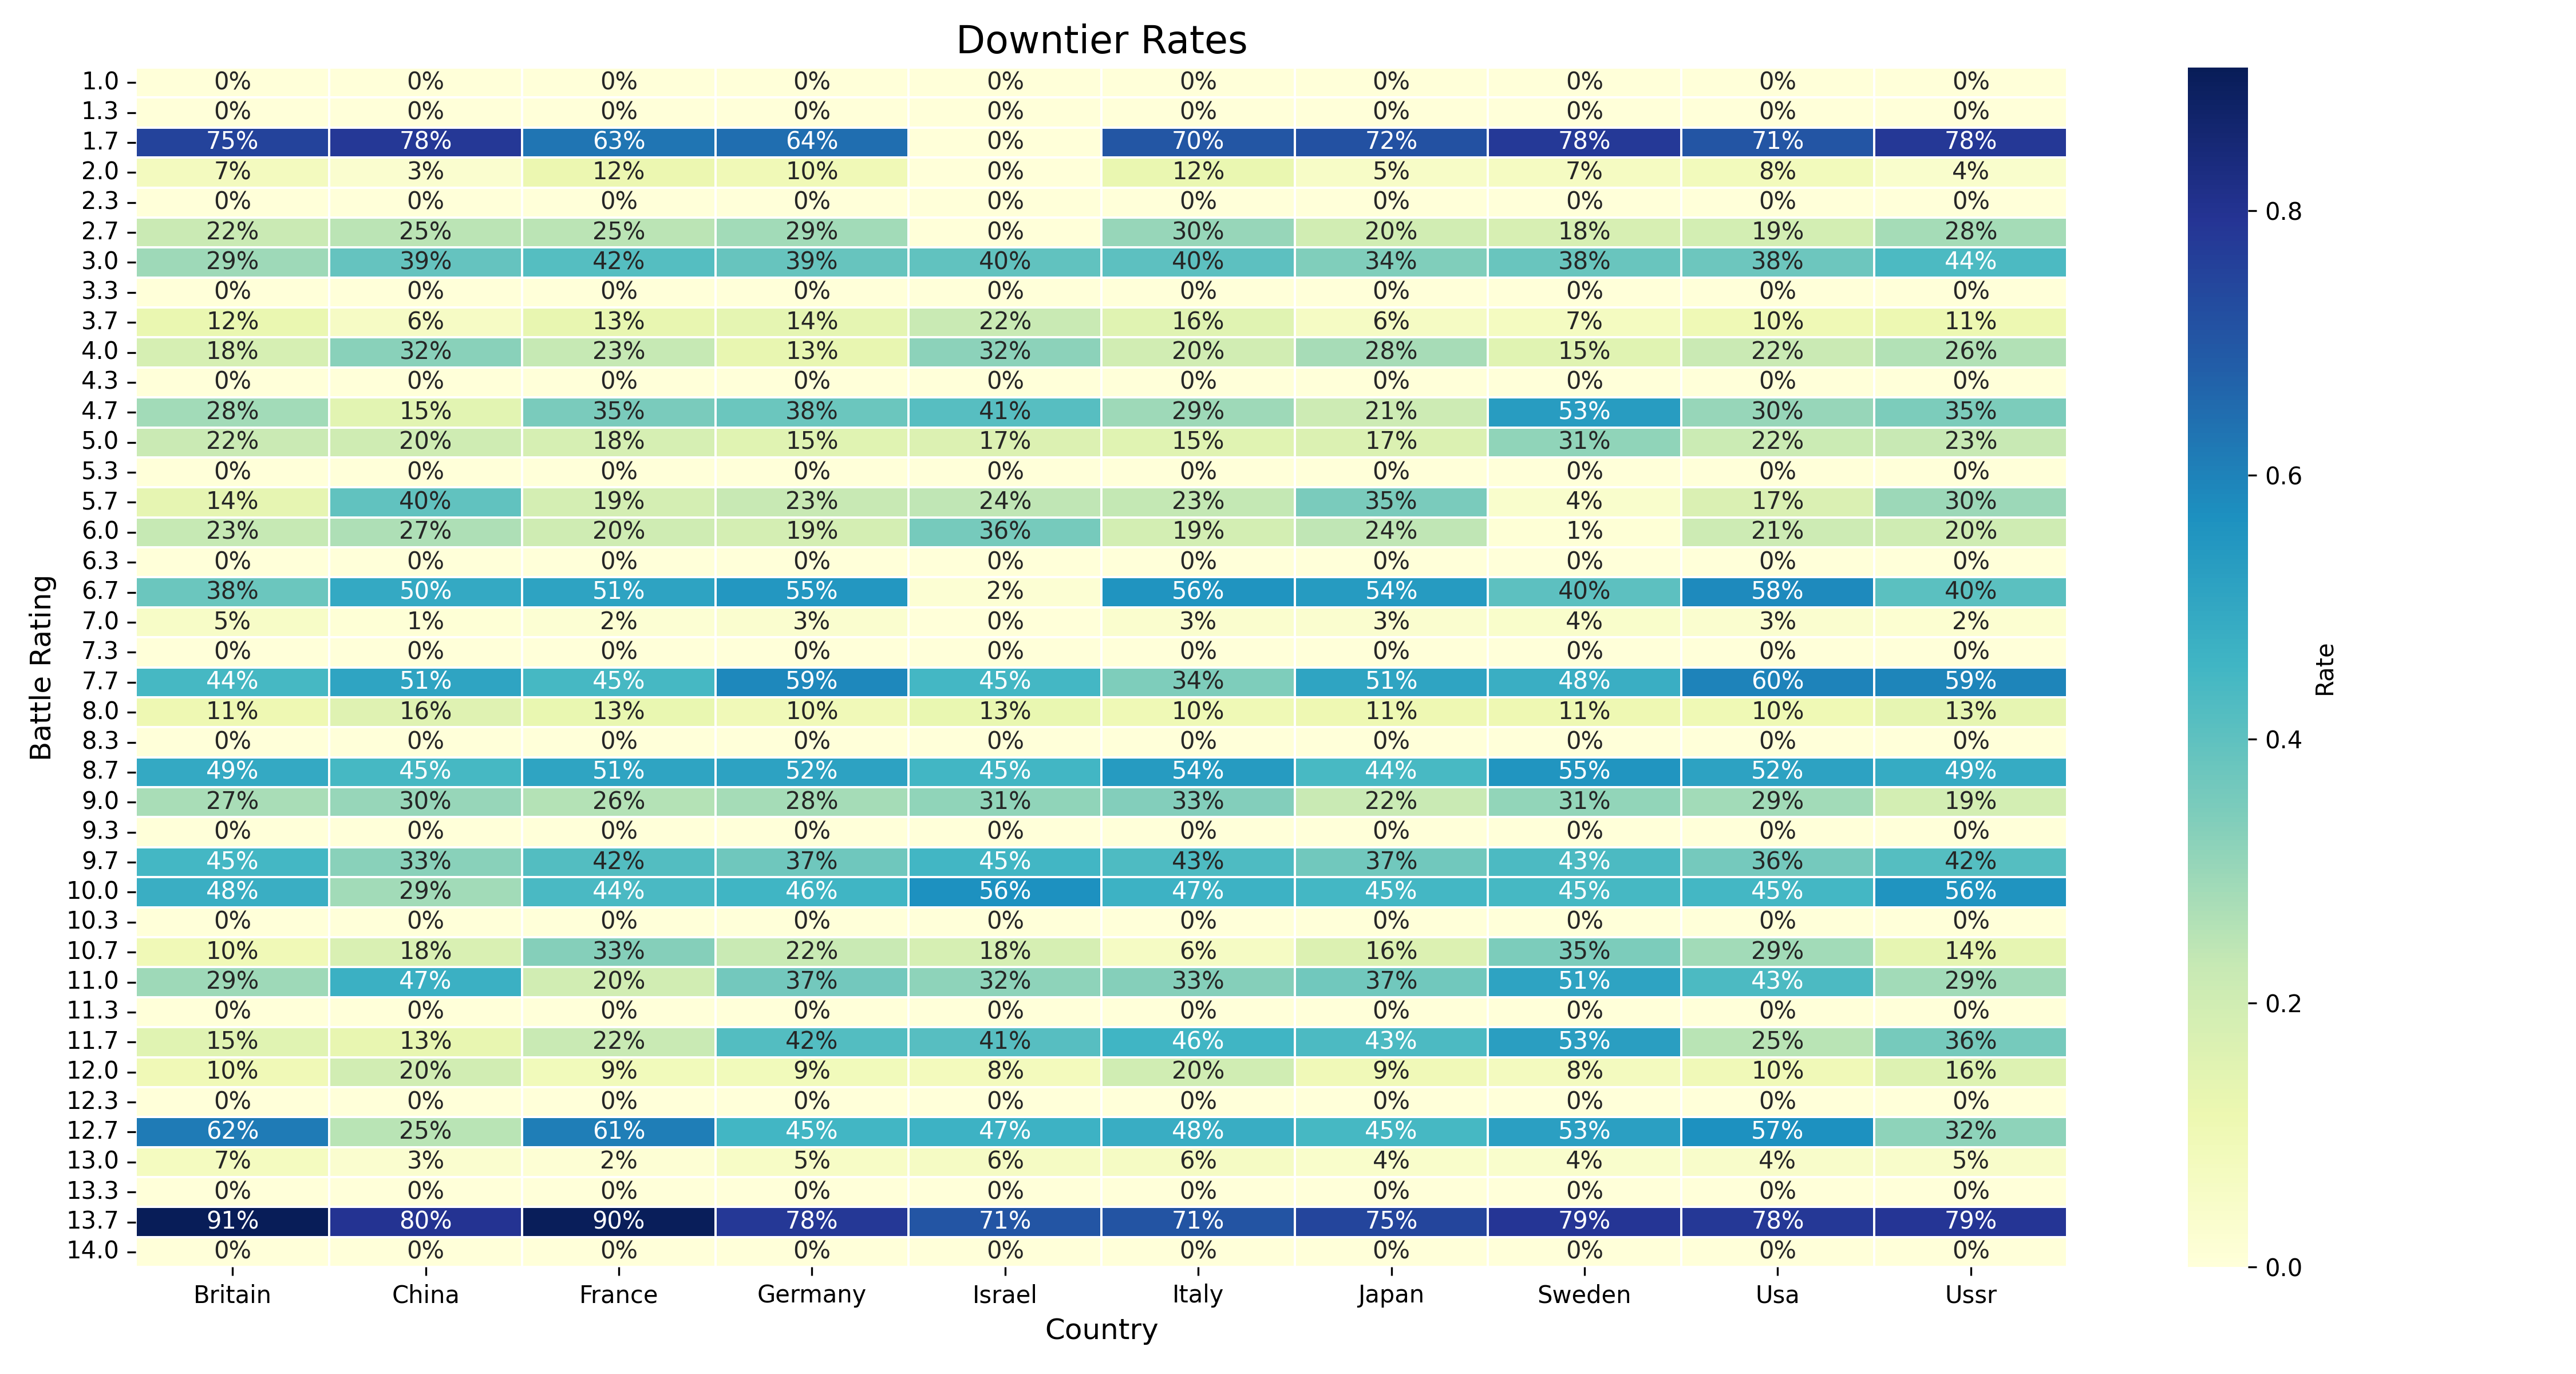 Downtier Rates
1.0 0% 0% 0% 0% 0% 0% 0% 0% 0% 0%
1.3 0% 0% 0% 0% 0% 0% 0% 0% 0% 0%
1.7 75% 78% 63% 64% 0% 70% 72% 78% 71% 78%
2.0 7% 3% 12% 10% 0% 12% 5% 7% 8% 4%
2.3 0% 0% 0% 0% 0% 0% 0% 0% 0% 0%
2.7 22% 25% 25% 29% 0% 30% 20% 18% 19% 28%
3.0 29% 39% 42% 39% 40% 40% 34% 38% 38% 44%
3.3 0% 0% 0% 0% 0% 0% 0% 0% 0% 0%
3.7 12% 6% 13% 14% 22% 16% 6% 7% 10% 11%
4.0 18% 32% 23% 13% 32% 20% 28% 15% 22% 26%
4.3 0% 0% 0% 0% 0% 0% 0% 0% 0% 0%
4.7 28% 15% 35% 38% 41% 29% 21% 53% 30% 35%
5.0 22% 20% 18% 15% 17% 15% 17% 31% 22% 23%
5.3 0% 0% 0% 0% 0% 0% 0% 0% 0% 0%
5.7 14% 40% 19% 23% 24% 23% 35% 4% 17% 30%
6.0 23% 27% 20% 19% 36% 19% 24% 1% 21% 20%
6.3 0% 0% 0% 0% 0% 0% 0% 0% 0% 0%
6.7 38% 50% 51% 55% 2% 56% 54% 40% 58% 40%
7.0 5% 1% 2% 3% 0% 3% 3% 4% 3% 2%
7.3 0% 0% 0% 0% 0% 0% 0% 0% 0% 0%
7.7 44% 51% 45% 59% 45% 34% 51% 48% 60% 59%
8.0 11% 16% 13% 10% 13% 10% 11% 11% 10% 13%
8.3 0% 0% 0% 0% 0% 0% 0% 0% 0% 0%
8.7 49% 45% 51% 52% 45% 54% 44% 55% 52% 49%
9.0 27% 30% 26% 28% 31% 33% 22% 31% 29% 19%
9.3 0% 0% 0% 0% 0% 0% 0% 0% 0% 0%
9.7 45% 33% 42% 37% 45% 43% 37% 43% 36% 42%
10.0 48% 29% 44% 46% 56% 47% 45% 45% 45% 56%
10.3 0% 0% 0% 0% 0% 0% 0% 0% 0% 0%
10.7 10% 18% 33% 22% 18% 6% 16% 35% 29% 14%
11.0 29% 47% 20% 37% 32% 33% 37% 51% 43% 29%
11.3 0% 0% 0% 0% 0% 0% 0% 0% 0% 0%
11.7 15% 13% 22% 42% 41% 46% 43% 53% 25% 36%
12.0 10% 20% 9% 9% 8% 20% 9% 8% 10% 16%
12.3 0% 0% 0% 0% 0% 0% 0% 0% 0% 0%
12.7 62% 25% 61% 45% 47% 48% 45% 53% 57% 32%
13.0 7% 3% 2% 5% 6% 6% 4% 4% 4% 5%
13.3 0% 0% 0% 0% 0% 0% 0% 0% 0% 0%
13.7 91% 80% 90% 78% 71% 71% 75% 79% 78% 79%
14.0 0% 0% 0% 0% 0% 0% 0% 0% 0% 0%
Britain China France Germany Israel Italy Japan Sweden Usa Ussr
Country
Battle Rating
0.8
0.6
0.4
0.2
0.0
Rate